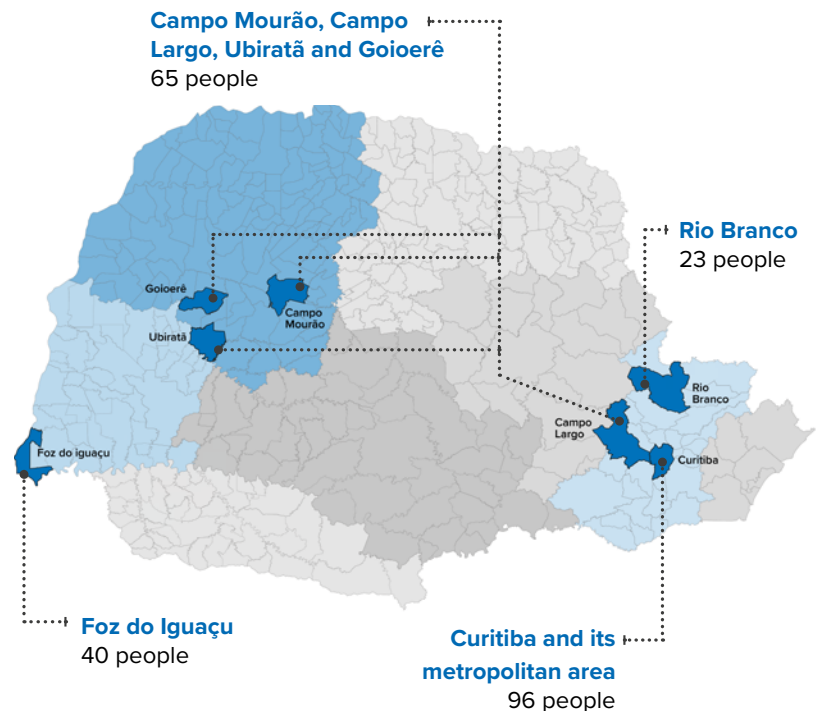 Campo Mourão, Campo
Largo, Ubiratã and Goioerê
65 people
Rio Branco
23 people
Goioerê
Campo
Mourão
Ubiratã
Rio
Branco
Campo
Largo
Foz do iguaçu
Curitiba
Foz do Iguaçu
40 people
Curitiba and its
metropolitan area
96 people